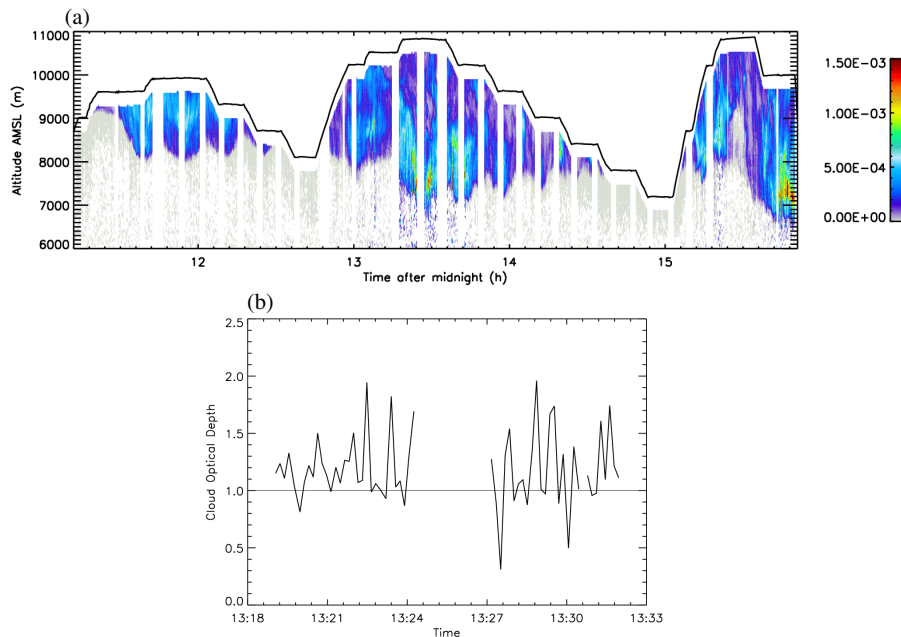 (a)
11000
10000
9000
8000
7000
6000
Altitude AMSL (m)
12
13
14
15
Time after midnight (h)
1.50E-03
1.00E-03
5.00E-04
0.00E+00
(b)
2.5
2.0
1.5
1.0
0.5
0.0
Cloud Optical Depth
13:18
13:21
13:24
13:27
13:30
13:33
Time